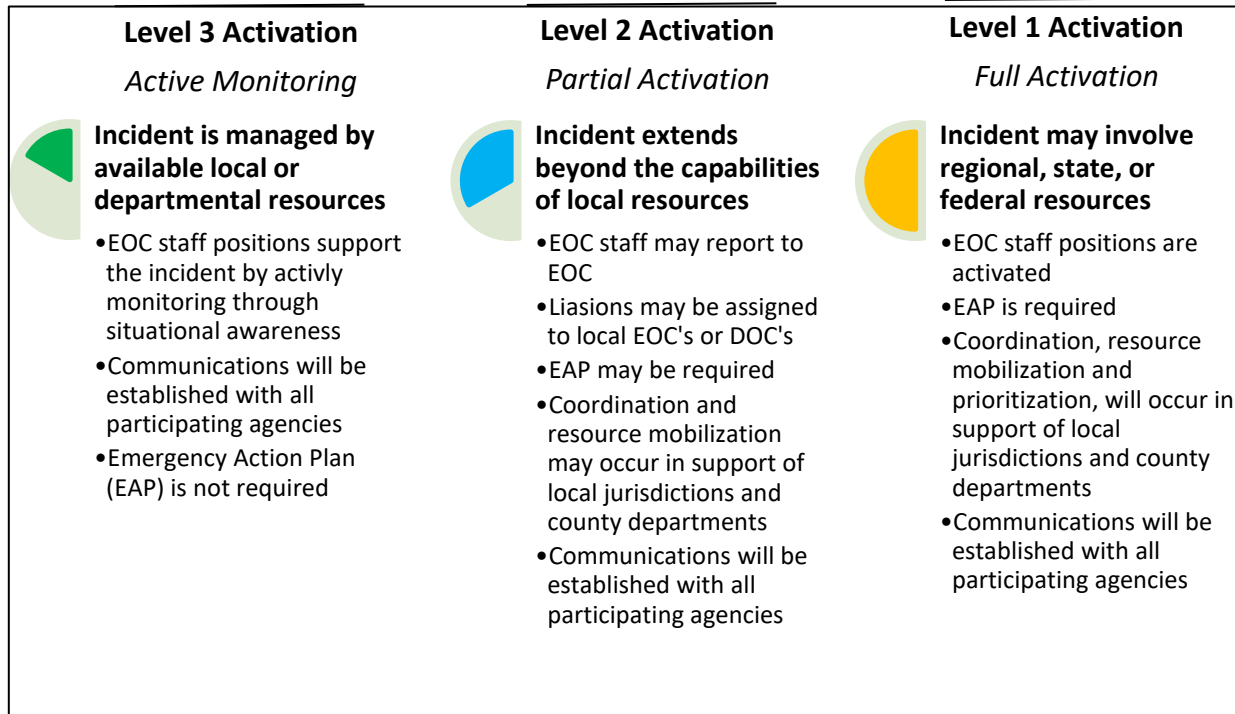 Level 3 Activation
Active Monitoring
Incident is managed by
available local or
departmental resources
•EOC staff positions support
the incident by activly
monitoring through
situational awareness
•Communications will be
established with all
participating agencies
•Emergency Action Plan
(EAP) is not required
Level 2 Activation
Partial Activation
Incident extends
beyond the capabilities
of local resources
•EOC staff may report to
EOC
•Liasions may be assigned
to local EOC's or DOC's
•EAP may be required
•Coordination and
resource mobilization
may occur in support of
local jurisdictions and
county departments
•Communications will be
established with all
participating agencies
Level 1 Activation
Full Activation
Incident may involve
regional, state, or
federal resources
•EOC staff positions are
activated
•EAP is required
•Coordination, resource
mobilization and
prioritization, will occur in
support of local
jurisdictions and county
departments
•Communications will be
established with all
participating agencies